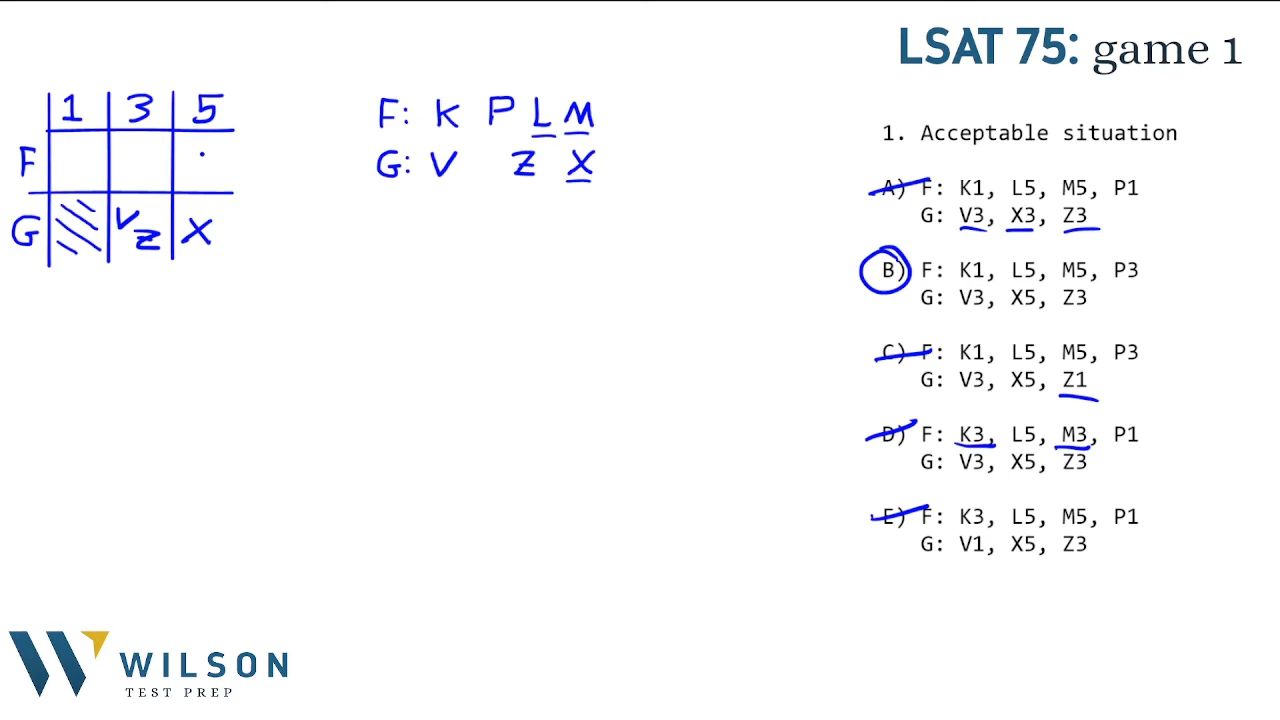 LSAT 75: game 1
1 3 5
F
G V Z X
F: K P L M
G: V Z X
1. Acceptable situation
A) F: K1, L5, M5, P1
G: V3, X3, Z3
B) F: K1, L5, M5, P3
G: V3, X5, Z3
C) F: K1, L5, M5, P3
G: V3, X5, Z1
D) F: K3, L5, M3, P1
G: V3, X5, Z3
E) F: K3, L5, M5, P1
G: V1, X5, Z3
WILSON
TEST PREP